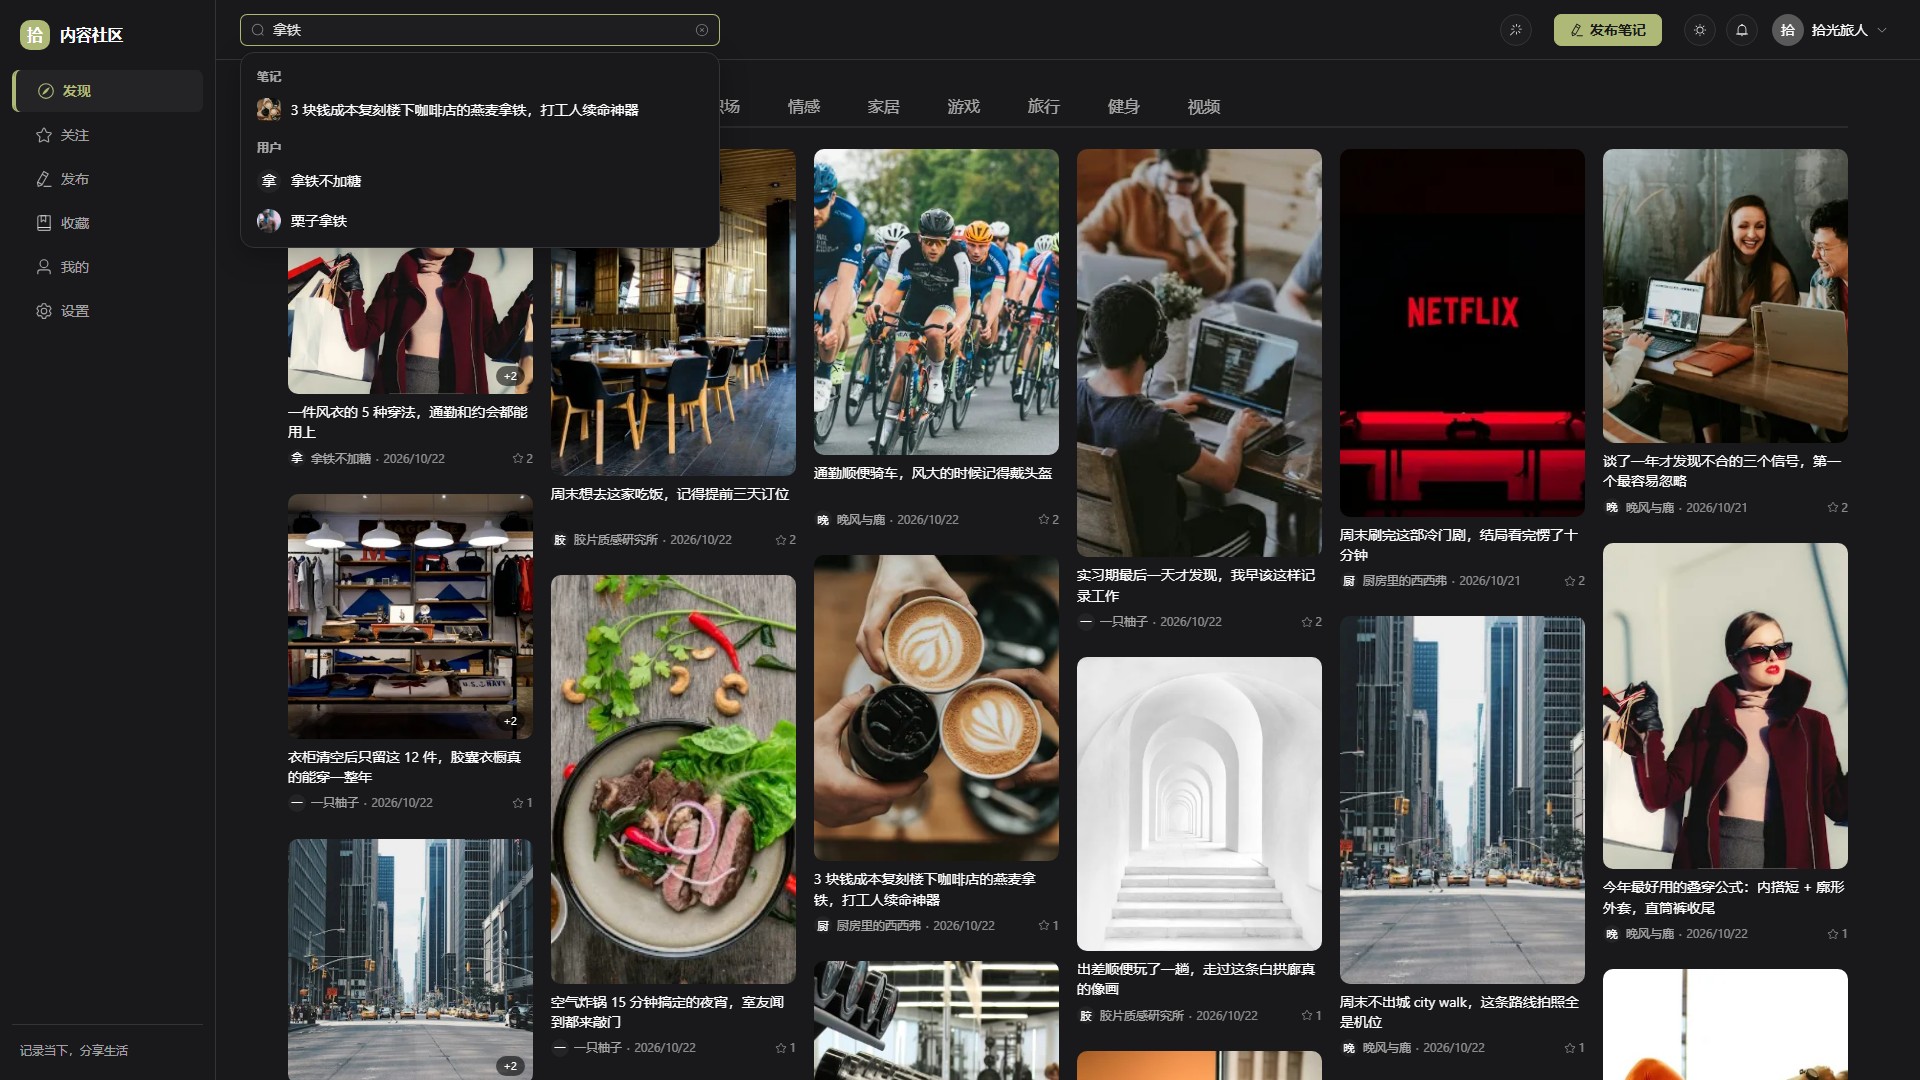 拾 内容社区
拿铁
发布笔记
拾 拾光旅人
发现
关注
发布
收藏
我的
设置
记录当下，分享生活
笔记
3 块钱成本复刻楼下咖啡店的燕麦拿铁，打工人续命神器
用户
拿 拿铁不加糖
栗子拿铁
场 情感 家居 游戏 旅行 健身 视频
+2
一件风衣的 5 种穿法，通勤和约会都能
用上
拿 拿铁不加糖 · 2026/10/22 2
+2
衣柜清空后只留这 12 件，胶囊衣橱真
的能穿一整年
一 一只柚子 · 2026/10/22 1
+2
周末想去这家吃饭，记得提前三天订位
胶 胶片质感研究所 · 2026/10/22 2
空气炸锅 15 分钟搞定的夜宵，室友闻
到都来敲门
一 一只柚子 · 2026/10/22 1
通勤顺便骑车，风大的时候记得戴头盔
晚 晚风与鹿 · 2026/10/22 2
3 块钱成本复刻楼下咖啡店的燕麦拿
铁，打工人续命神器
厨 厨房里的西西弗 · 2026/10/22 1
实习期最后一天才发现，我早该这样记
录工作
一 一只柚子 · 2026/10/22 2
出差顺便玩了一趟，走过这条白拱廊真
的像画
胶 胶片质感研究所 · 2026/10/22 1
NETFLIX
周末刷完这部冷门剧，结局看完愣了十
分钟
厨 厨房里的西西弗 · 2026/10/21 2
周末不出城 city walk，这条路线拍照全
是机位
晚 晚风与鹿 · 2026/10/22 1
谈了一年才发现不合的三个信号，第一
个最容易忽略
晚 晚风与鹿 · 2026/10/21 2
今年最好用的叠穿公式：内搭短 + 廓形
外套，直筒裤收尾
晚 晚风与鹿 · 2026/10/22 1